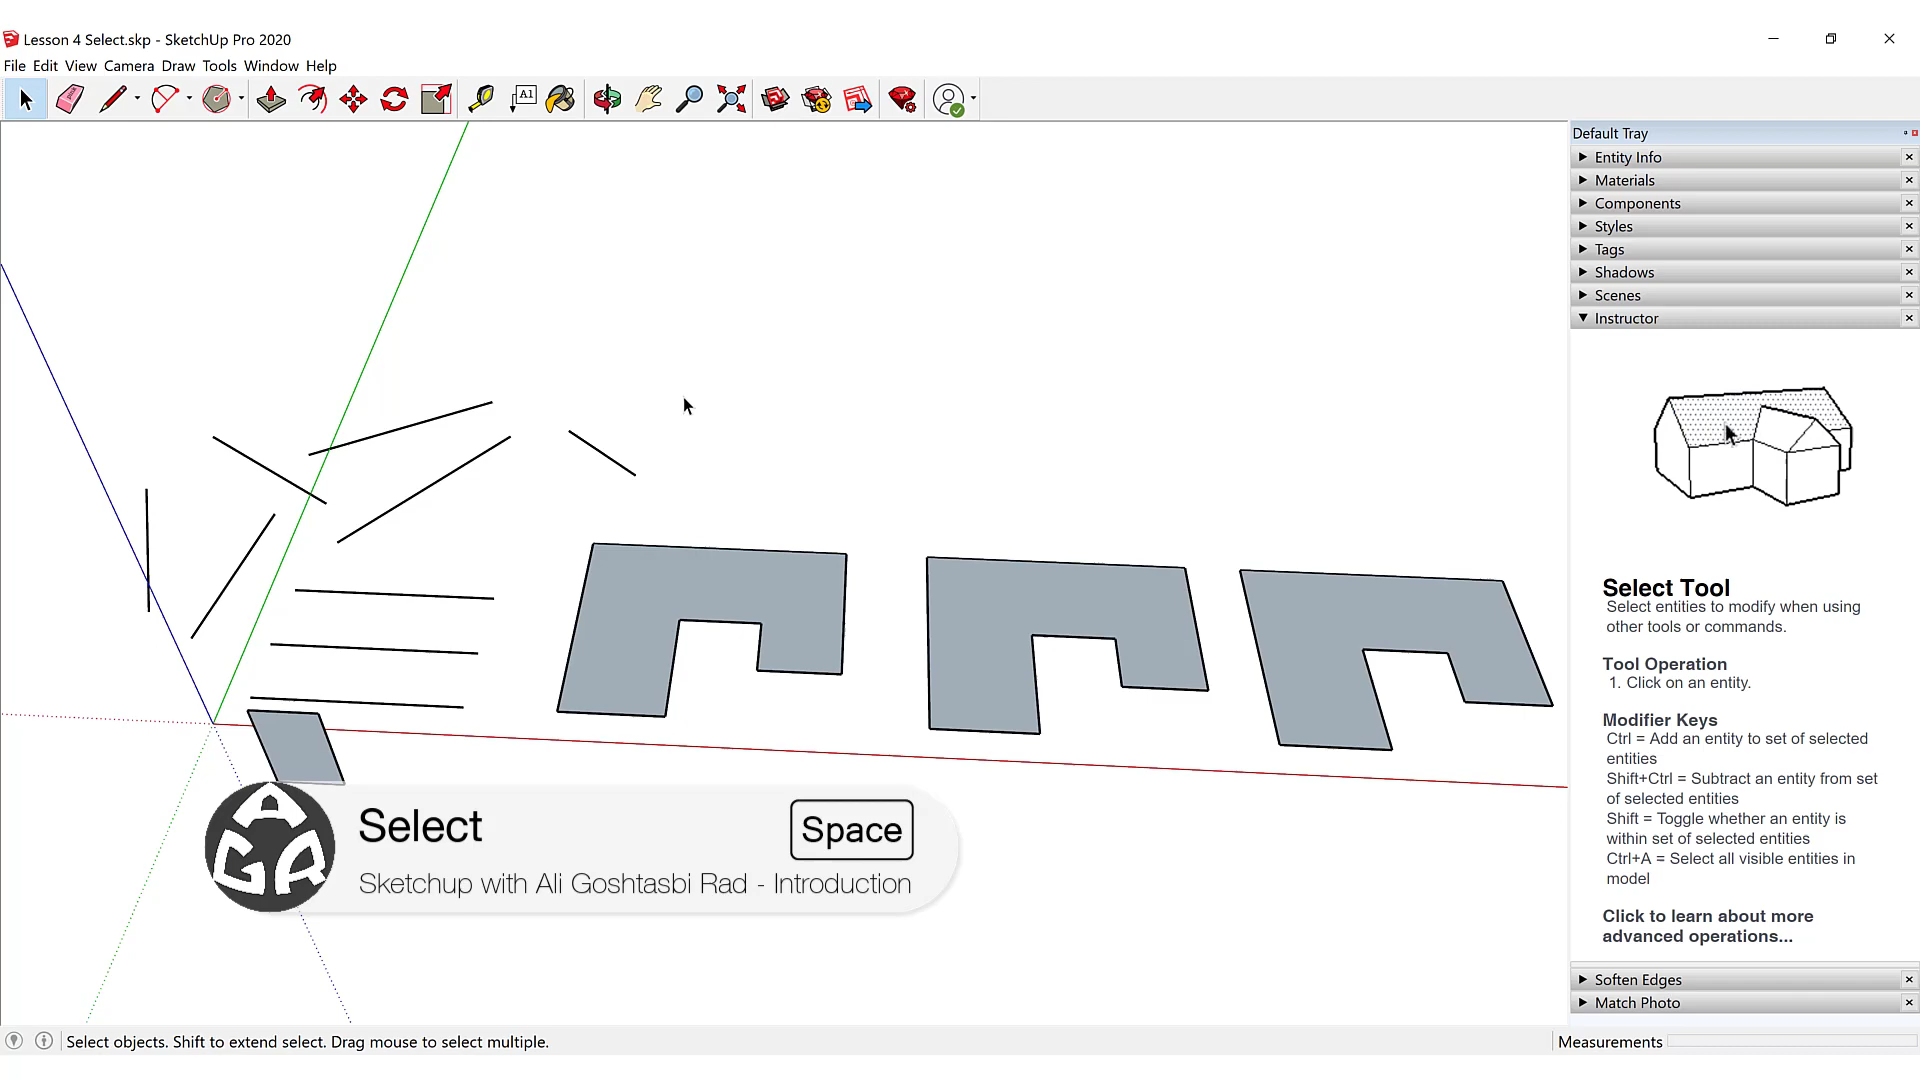 Lesson 4 Select.skp - SketchUp Pro 2020
File Edit View Camera Draw Tools Window Help
A1
Default Tray
Entity Info
Materials
Components
Styles
Tags
Shadows
Scenes
Instructor
Select Tool
Select entities to modify when using
other tools or commands.
Tool Operation
1. Click on an entity.
Modifier Keys
Ctrl = Add an entity to set of selected
entities
Shift+Ctrl = Subtract an entity from set
of selected entities
Shift = Toggle whether an entity is
within set of selected entities
Ctrl+A = Select all visible entities in
model
Click to learn about more
advanced operations...
Soften Edges
Match Photo
AGR
Select
Space
Sketchup with Ali Goshtasbi Rad - Introduction
Select objects. Shift to extend select. Drag mouse to select multiple.
Measurements